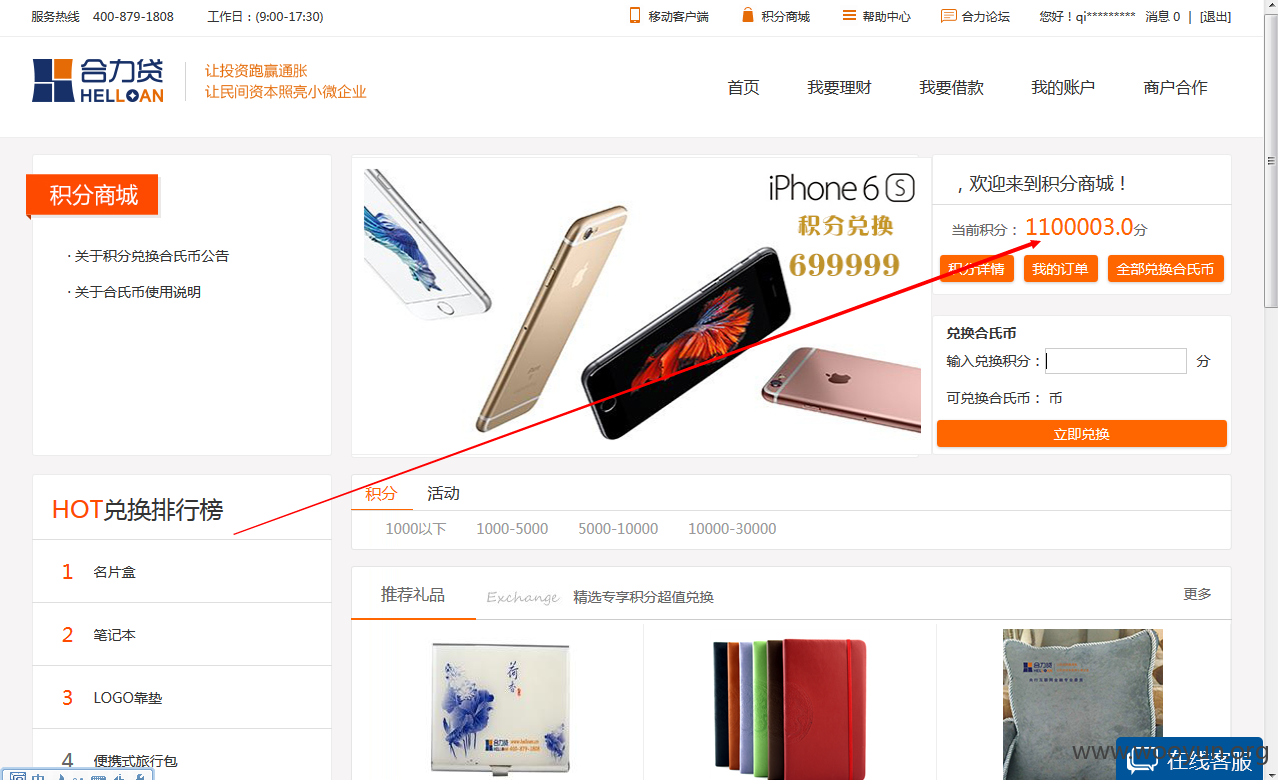 服务热线 400-879-1808 工作日：(9:00-17:30) 移动客户端 积分商城 帮助中心 合力论坛 您好！qi********* 消息 0 | [退出]
合力贷
HELLOAN
让投资跑赢通胀
让民间资本照亮小微企业
首页 我要理财 我要借款 我的账户 商户合作
积分商城
· 关于积分兑换合氏币公告
· 关于合氏币使用说明
iPhone 6 S
积分兑换
699999
，欢迎来到积分商城！
当前积分： 1100003.0分
积分详情 我的订单 全部兑换合氏币
兑换合氏币
输入兑换积分： 分
可兑换合氏币： 币
立即兑换
HOT兑换排行榜
1 名片盒
2 笔记本
3 LOGO靠垫
4 便携式旅行包
积分 活动
1000以下 1000-5000 5000-10000 10000-30000
推荐礼品 Exchange 精选专享积分超值兑换 更多
荷香
合力贷 www.helloan.cn
HELLOAN 400-879-1808
合力贷
HELLOAN
在线客服